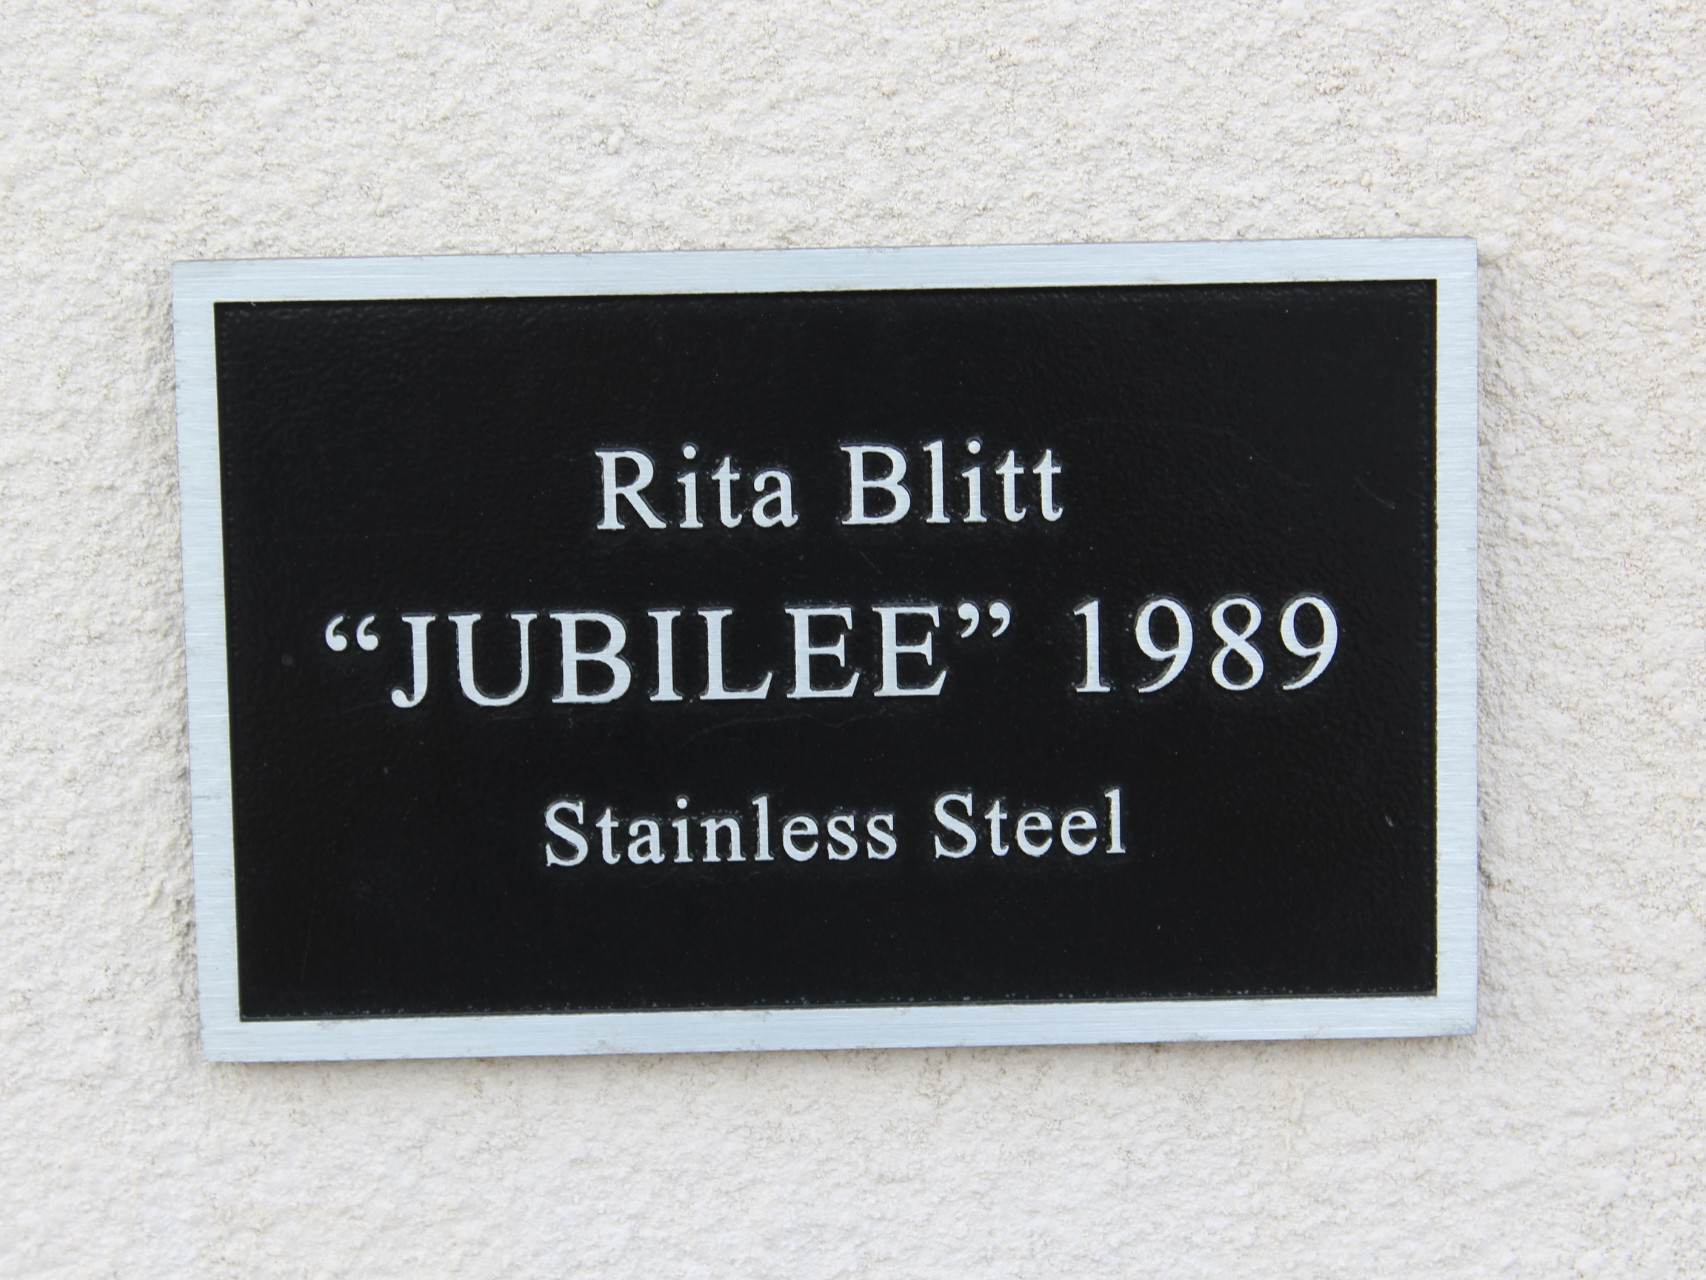 Rita Blitt
“JUBILEE” 1989
Stainless Steel